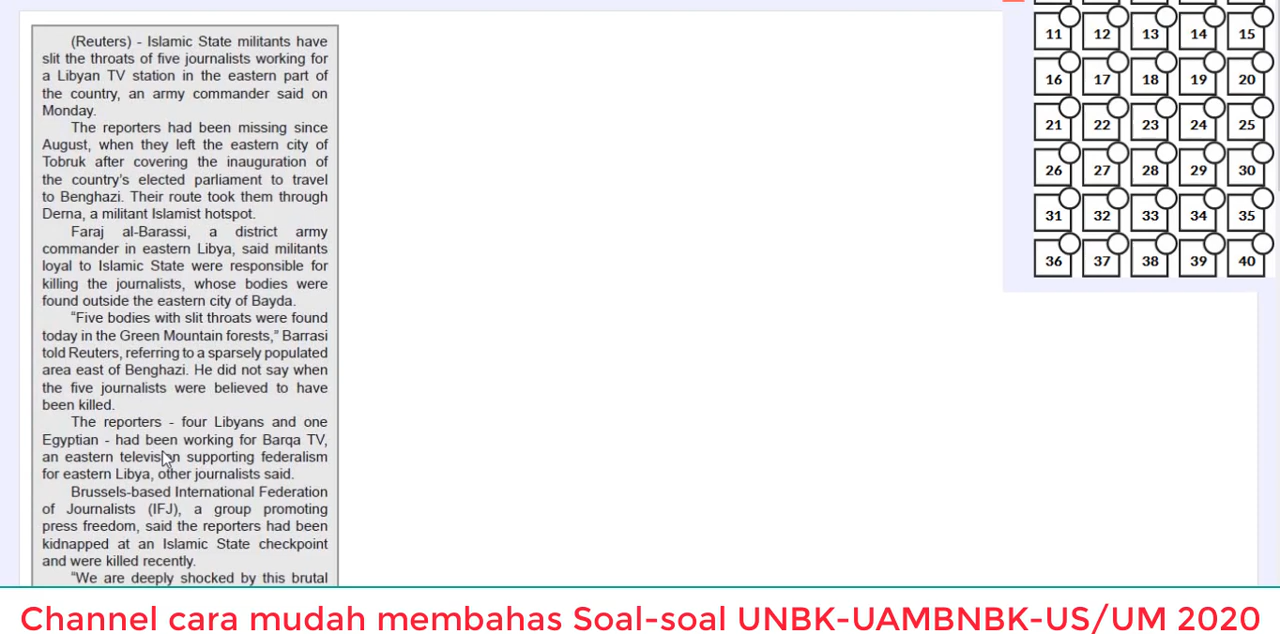 (Reuters) - Islamic State militants have
slit the throats of five journalists working for
a Libyan TV station in the eastern part of
the country, an army commander said on
Monday.
The reporters had been missing since
August, when they left the eastern city of
Tobruk after covering the inauguration of
the country's elected parliament to travel
to Benghazi. Their route took them through
Derna, a militant Islamist hotspot.
Faraj al-Barassi, a district army
commander in eastern Libya, said militants
loyal to Islamic State were responsible for
killing the journalists, whose bodies were
found outside the eastern city of Bayda.
“Five bodies with slit throats were found
today in the Green Mountain forests,” Barrasi
told Reuters, referring to a sparsely populated
area east of Benghazi. He did not say when
the five journalists were believed to have
been killed.
The reporters - four Libyans and one
Egyptian - had been working for Barqa TV,
an eastern television supporting federalism
for eastern Libya, other journalists said.
Brussels-based International Federation
of Journalists (IFJ), a group promoting
press freedom, said the reporters had been
kidnapped at an Islamic State checkpoint
and were killed recently.
“We are deeply shocked by this brutal
11 12 13 14 15
16 17 18 19 20
21 22 23 24 25
26 27 28 29 30
31 32 33 34 35
36 37 38 39 40
Channel cara mudah membahas Soal-soal UNBK-UAMBNBK-US/UM 2020